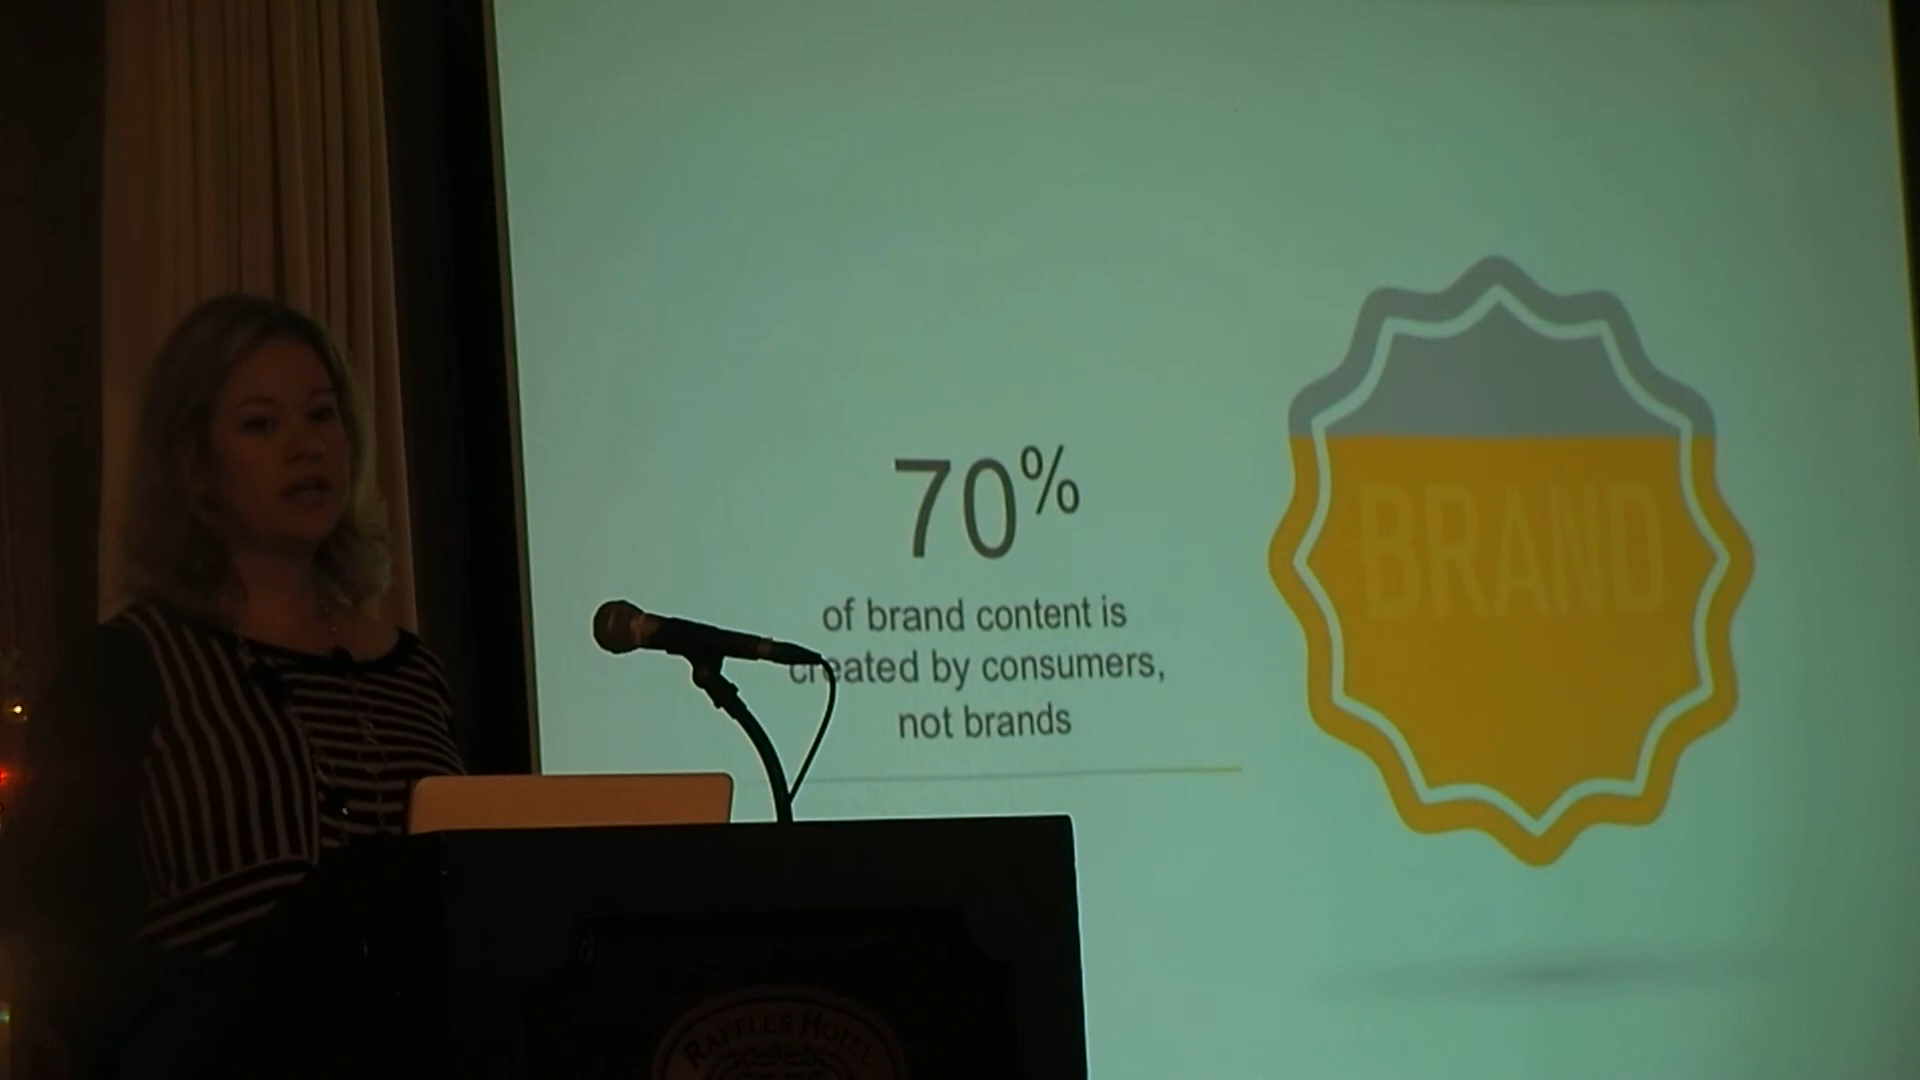 70%
of brand content is
created by consumers,
not brands
BRAND
RAFFLES HOTEL